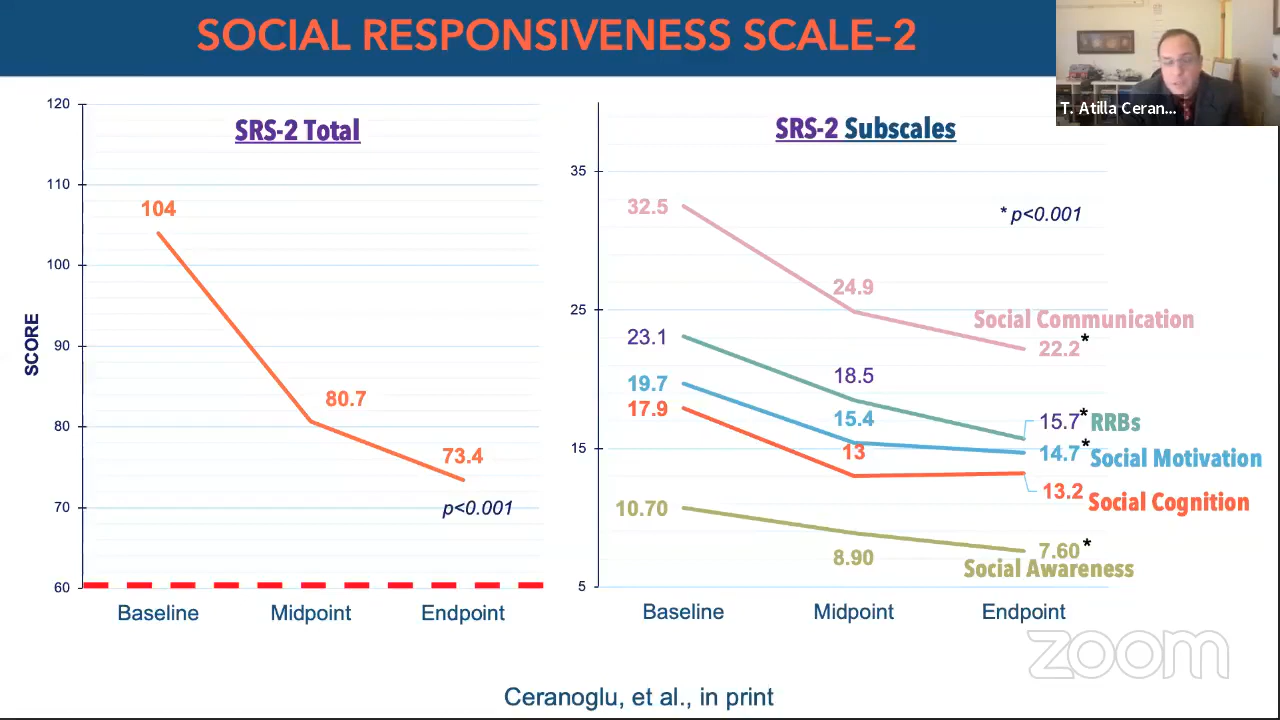 SOCIAL RESPONSIVENESS SCALE-2
T. Atilla Ceran...
SRS-2 Total
SCORE
120
110
100
90
80
70
60
104
80.7
73.4
p<0.001
Baseline Midpoint Endpoint
SRS-2 Subscales
* p<0.001
35
25
15
5
32.5
24.9
Social Communication
22.2*
23.1
18.5
15.7* RRBs
19.7
15.4
14.7* Social Motivation
17.9
13
13.2 Social Cognition
10.70
8.90
7.60*
Social Awareness
Baseline Midpoint Endpoint
zoom
Ceranoglu, et al., in print